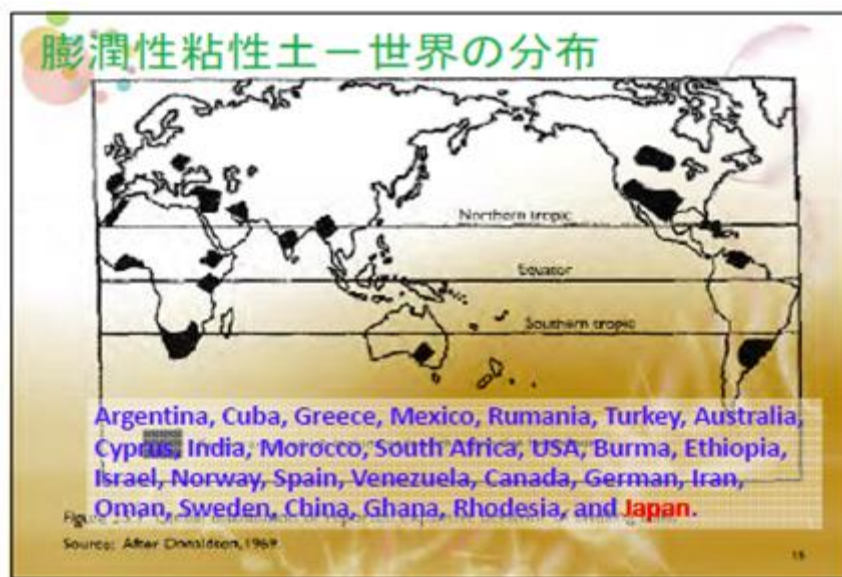 膨潤性粘性土ー世界の分布
Northern tropic
Equator
Southern tropic
Argentina, Cuba, Greece, Mexico, Rumania, Turkey, Australia,
Cyprus, India, Morocco, South Africa, USA, Burma, Ethiopia,
Israel, Norway, Spain, Venezuela, Canada, German, Iran,
Oman, Sweden, China, Ghana, Rhodesia, and Japan.
Source: After Donaldson, 1969